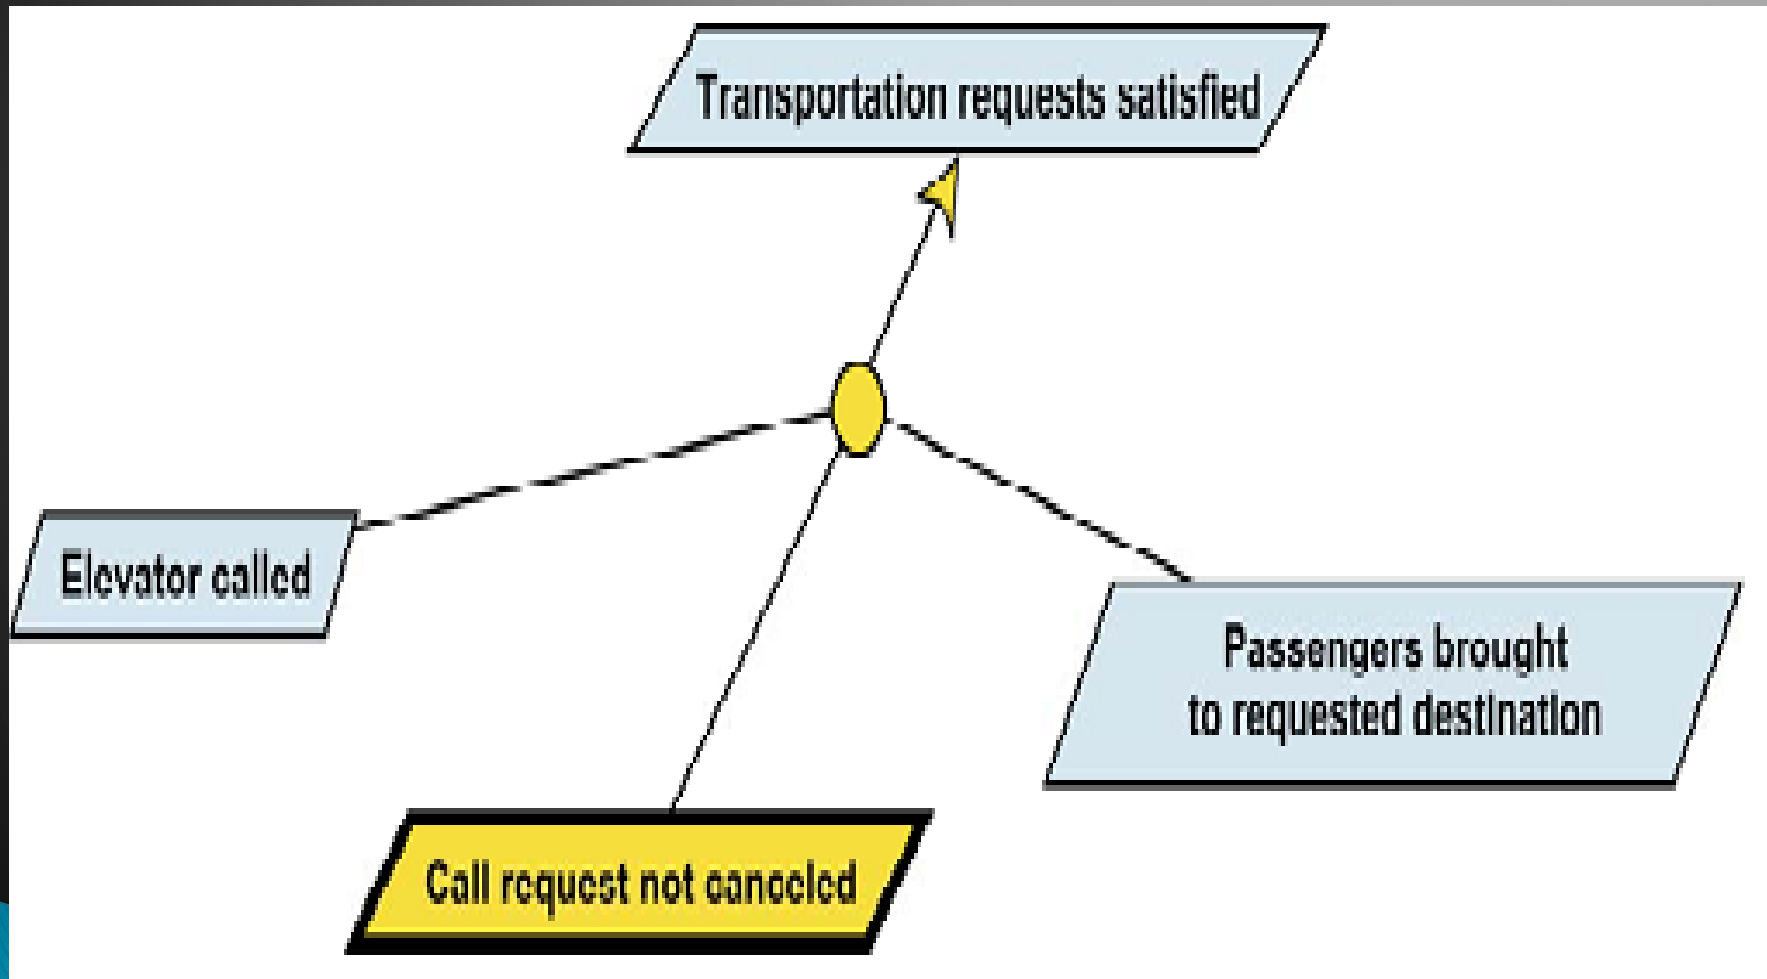 Transportation requests satisfied
Elevator called
Passengers brought
to requested destination
Call request not canceled